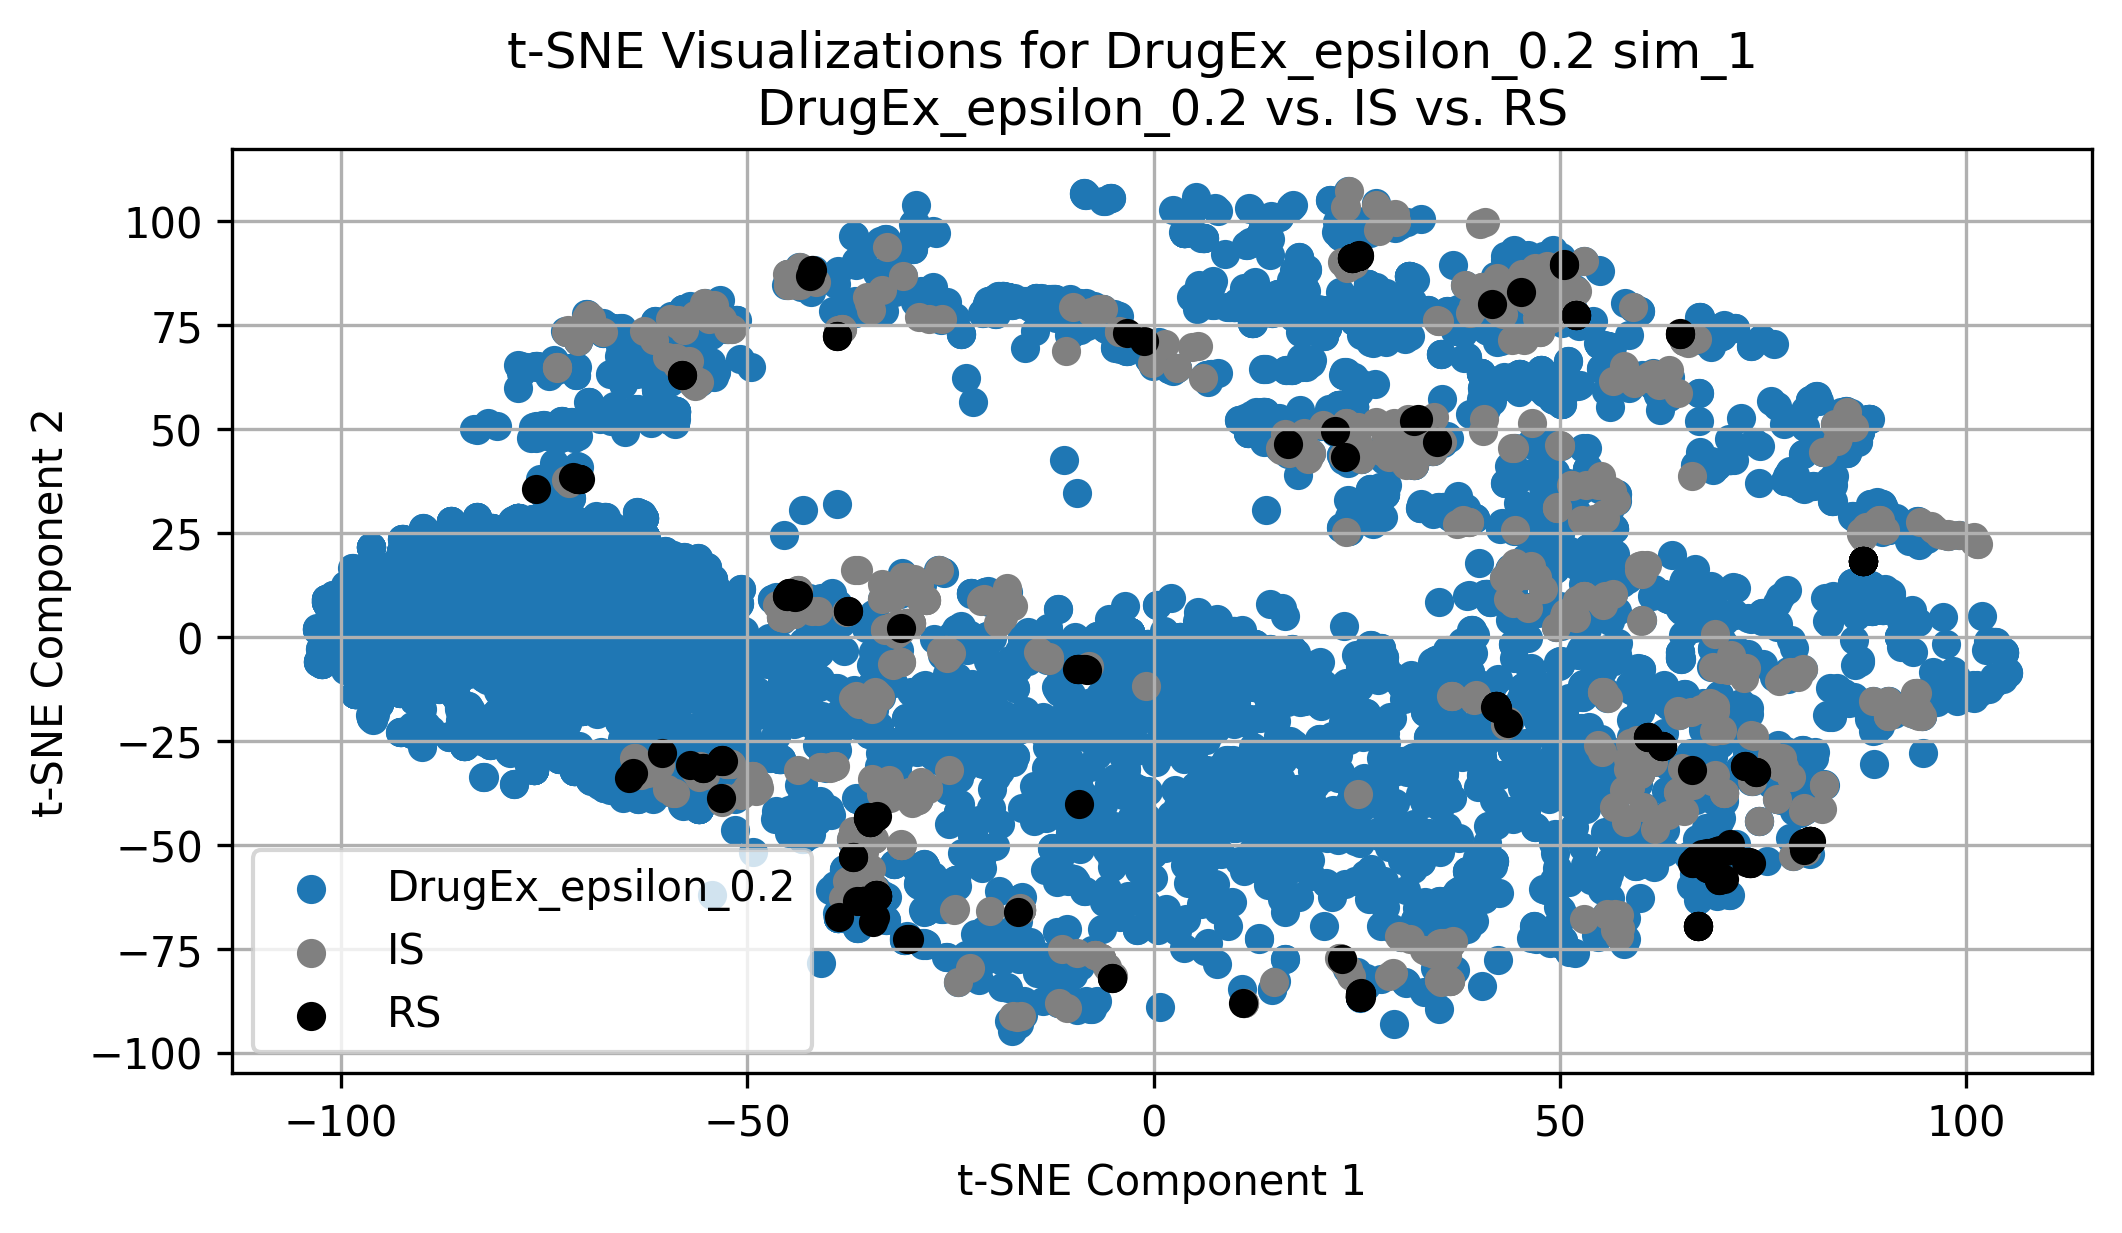 t-SNE Visualizations for DrugEx_epsilon_0.2 sim_1
DrugEx_epsilon_0.2 vs. IS vs. RS
t-SNE Component 2
100
75
50
25
0
−25
−50
−75
−100
DrugEx_epsilon_0.2
IS
RS
−100 −50 0 50 100
t-SNE Component 1